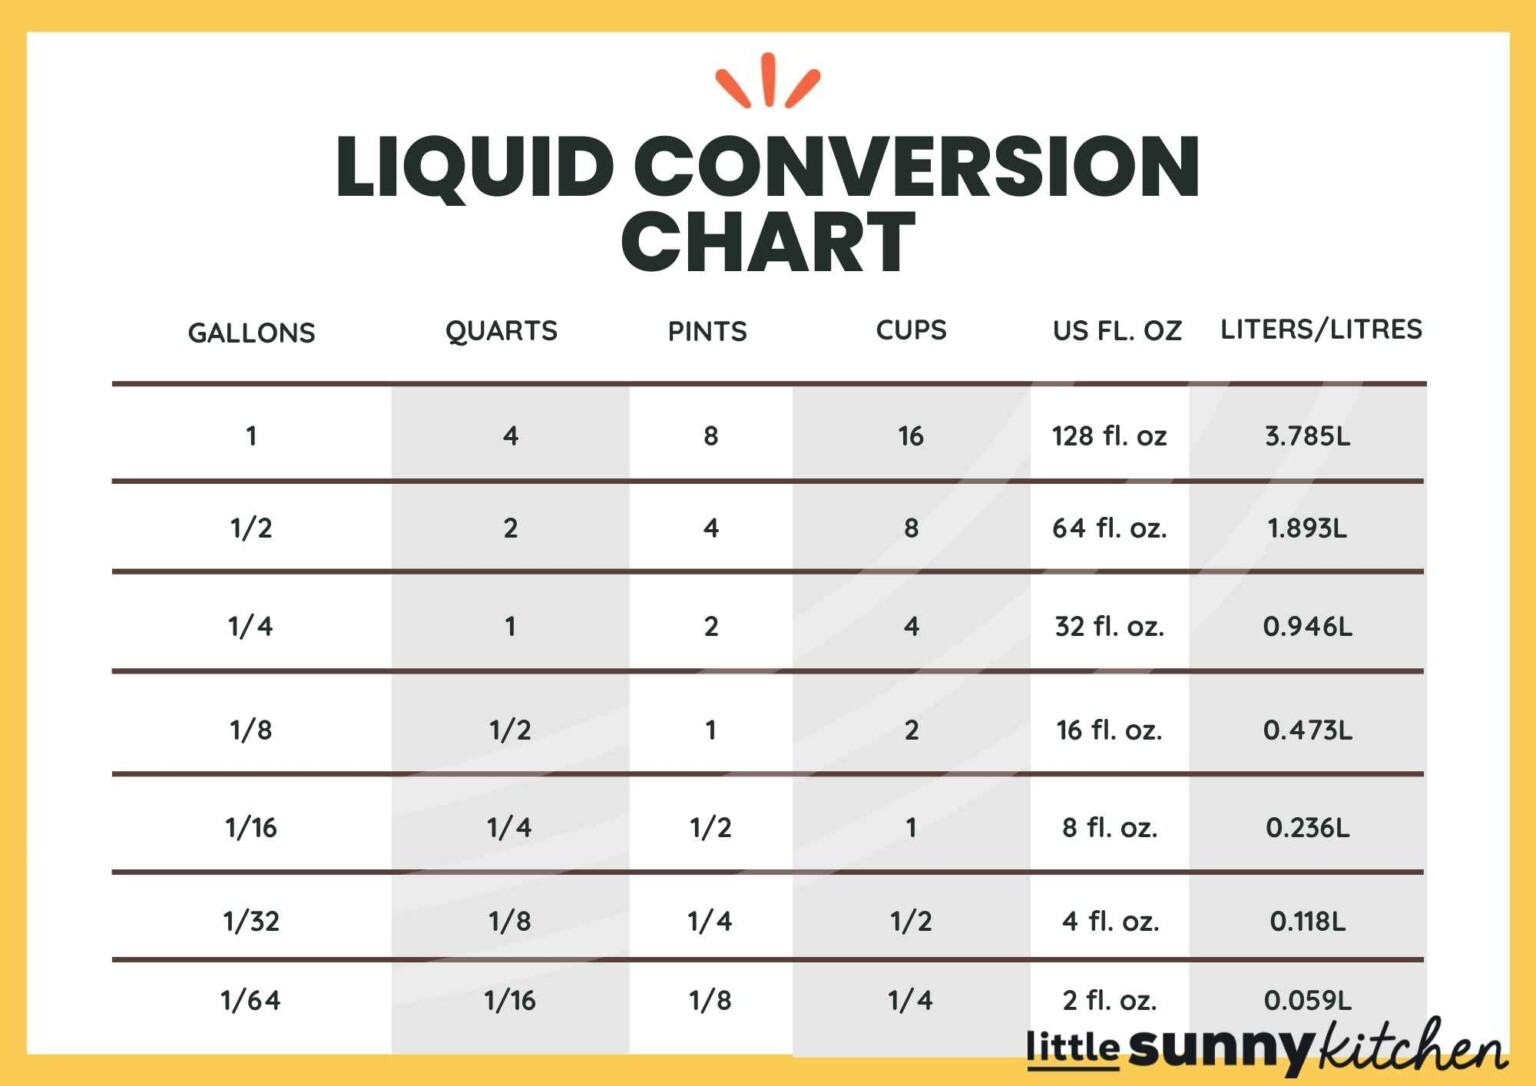 LIQUID CONVERSION
CHART
GALLONS QUARTS PINTS CUPS US FL. OZ LITERS/LITRES
1 4 8 16 128 fl. oz 3.785L
1/2 2 4 8 64 fl. oz. 1.893L
1/4 1 2 4 32 fl. oz. 0.946L
1/8 1/2 1 2 16 fl. oz. 0.473L
1/16 1/4 1/2 1 8 fl. oz. 0.236L
1/32 1/8 1/4 1/2 4 fl. oz. 0.118L
1/64 1/16 1/8 1/4 2 fl. oz. 0.059L
little sunny kitchen